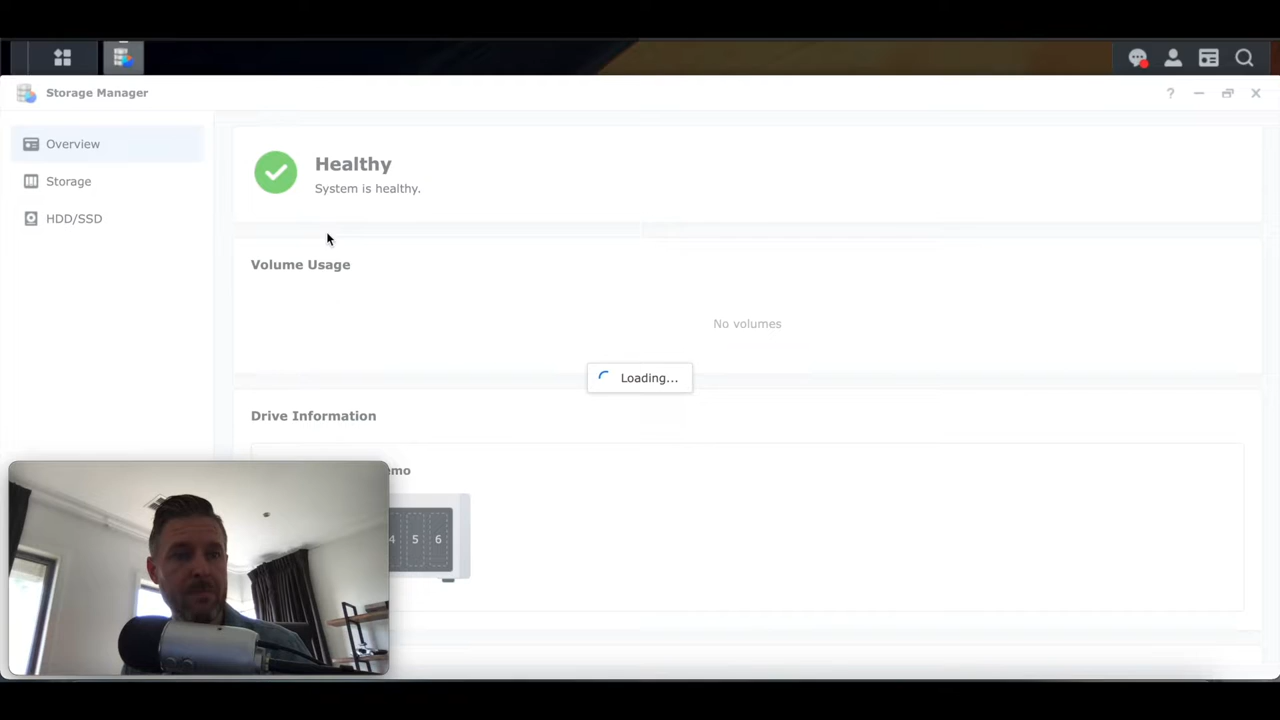 Storage Manager
?
Overview
Storage
HDD/SSD
Healthy
System is healthy.
Volume Usage
No volumes
Loading...
Drive Information
4 5 6